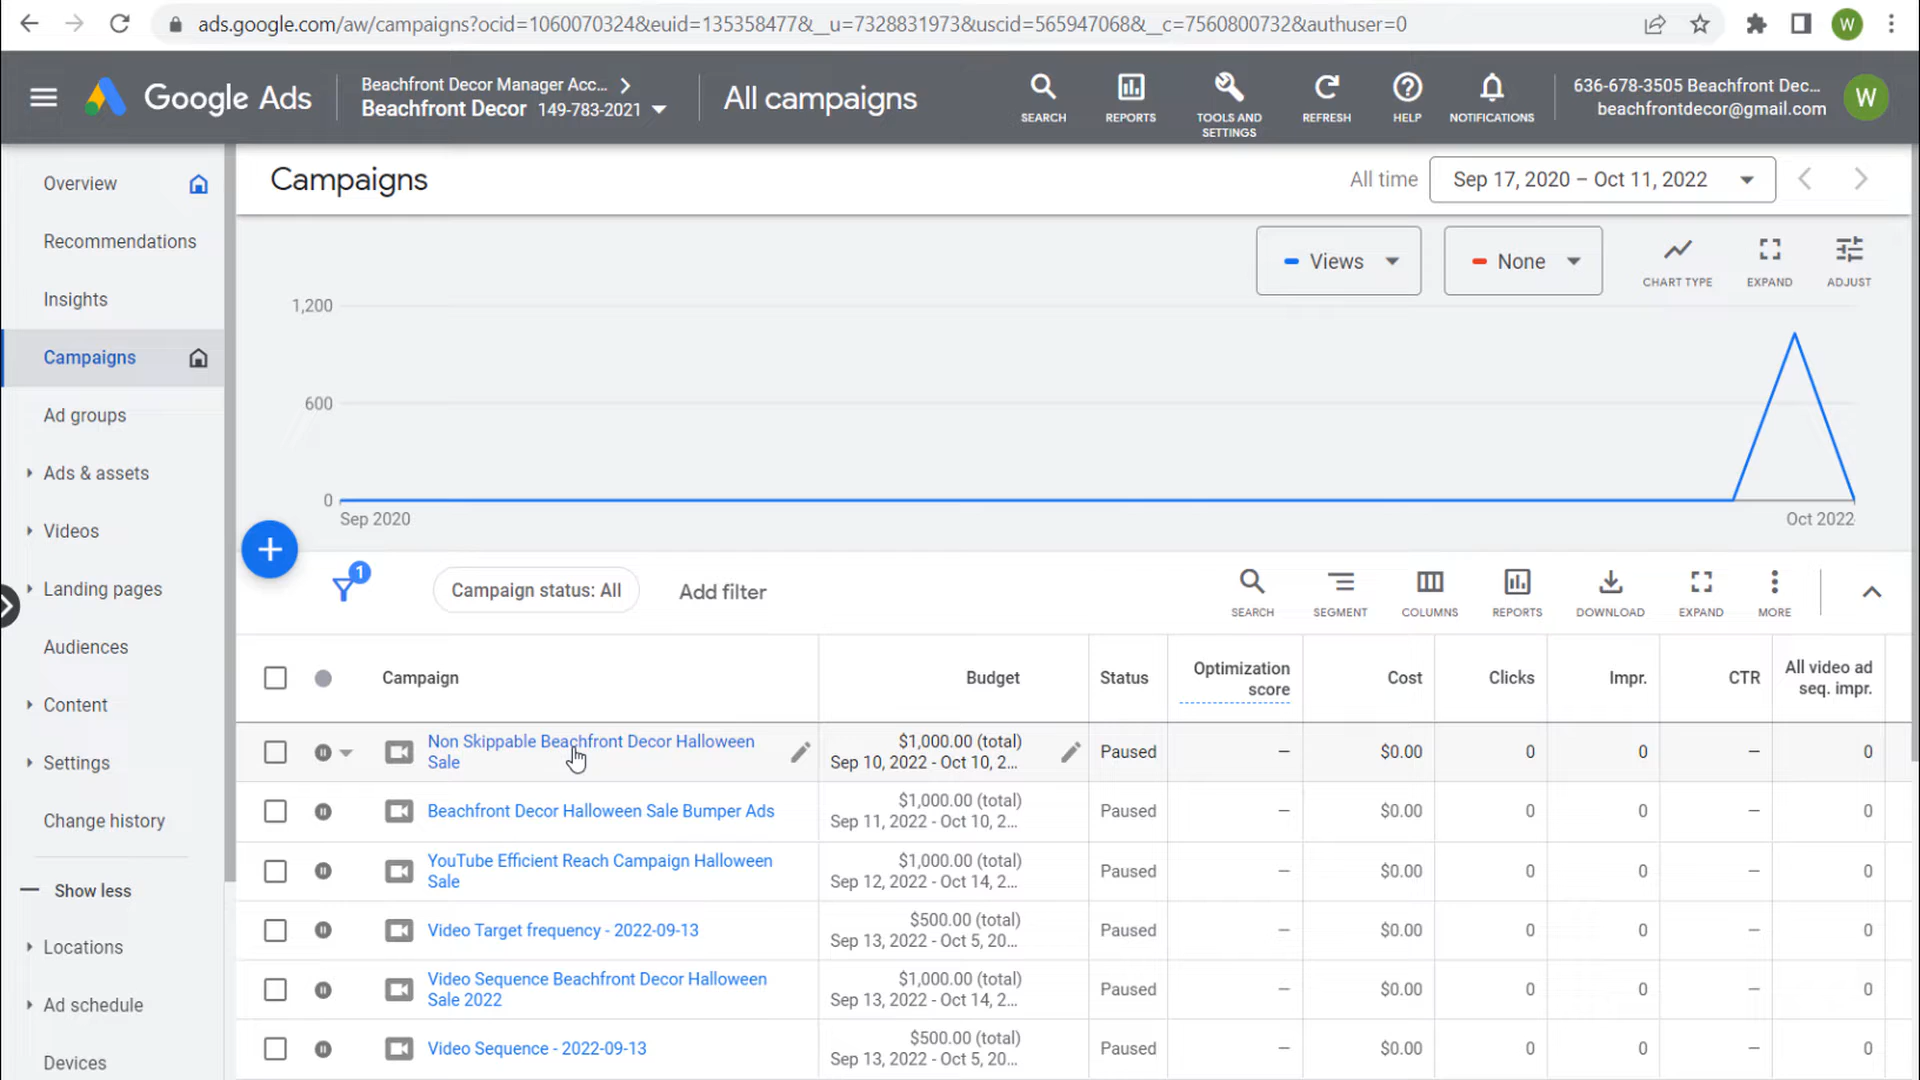 ads.google.com/aw/campaigns?ocid=1060070324&euid=135358477&__u=7328831973&uscid=565947068&__c=7560800732&authuser=0
W
Google Ads
Beachfront Decor Manager Acc...
Beachfront Decor 149-783-2021
All campaigns
SEARCH
REPORTS
TOOLS AND
SETTINGS
REFRESH
HELP
NOTIFICATIONS
636-678-3505 Beachfront Dec...
beachfrontdecor@gmail.com
W
Overview
Recommendations
Insights
Campaigns
Ad groups
Ads & assets
Videos
Landing pages
Audiences
Content
Settings
Change history
Show less
Locations
Ad schedule
Devices
Campaigns
All time
Sep 17, 2020 – Oct 11, 2022
Views
None
CHART TYPE
EXPAND
ADJUST
1,200
600
0
Sep 2020
Oct 2022
1
Campaign status: All
Add filter
SEARCH
SEGMENT
COLUMNS
REPORTS
DOWNLOAD
EXPAND
MORE
Campaign Budget Status Optimization score Cost Clicks Impr. CTR All video ad seq. impr.
Non Skippable Beachfront Decor Halloween $1,000.00 (total) Paused – $0.00 0 0 – 0
Sale Sep 10, 2022 - Oct 10, 2...
Beachfront Decor Halloween Sale Bumper Ads $1,000.00 (total) Paused – $0.00 0 0 – 0
Sep 11, 2022 - Oct 10, 2...
YouTube Efficient Reach Campaign Halloween $1,000.00 (total) Paused – $0.00 0 0 – 0
Sale Sep 12, 2022 - Oct 14, 2...
Video Target frequency - 2022-09-13 $500.00 (total) Paused – $0.00 0 0 – 0
Sep 13, 2022 - Oct 5, 20...
Video Sequence Beachfront Decor Halloween $1,000.00 (total) Paused – $0.00 0 0 – 0
Sale 2022 Sep 13, 2022 - Oct 14, 2...
Video Sequence - 2022-09-13 $500.00 (total) Paused – $0.00 0 0 – 0
Sep 13, 2022 - Oct 5, 20...